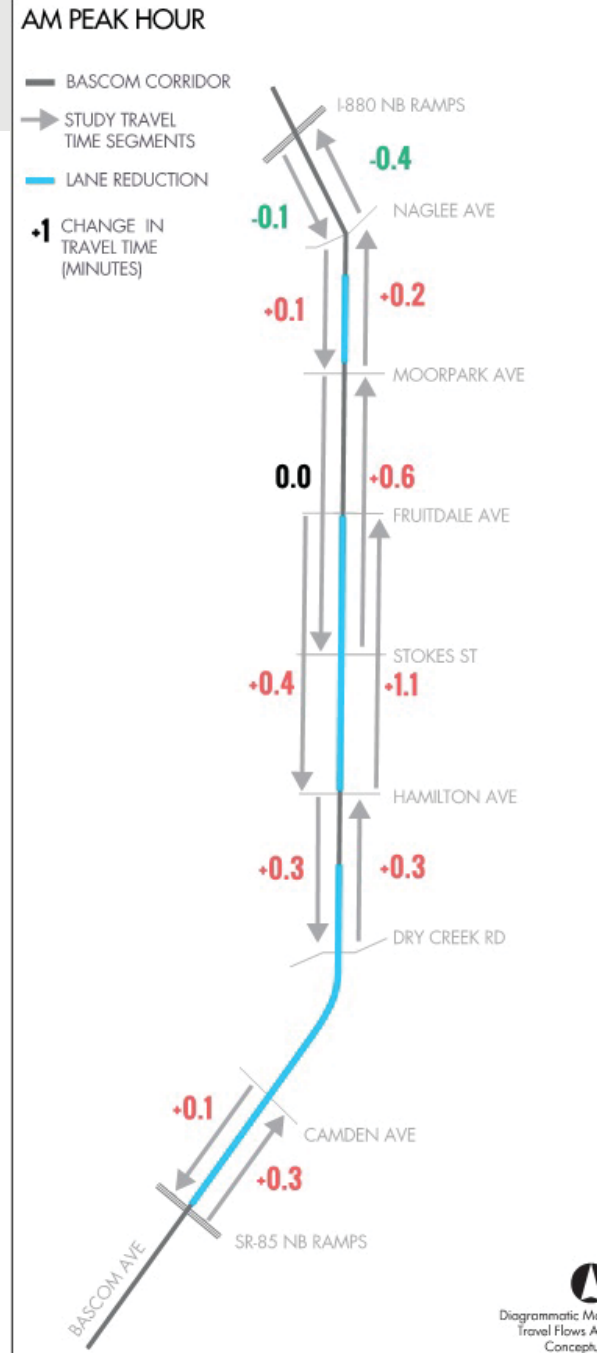 AM PEAK HOUR
BASCOM CORRIDOR
STUDY TRAVEL
TIME SEGMENTS
LANE REDUCTION
+1 CHANGE IN
TRAVEL TIME
(MINUTES)
I-880 NB RAMPS
-0.4
-0.1
NAGLEE AVE
+0.1
+0.2
MOORPARK AVE
0.0
+0.6
FRUITDALE AVE
STOKES ST
+0.4
+1.1
HAMILTON AVE
+0.3
+0.3
DRY CREEK RD
+0.1
CAMDEN AVE
+0.3
SR-85 NB RAMPS
BASCOM AVE
Diagrammatic
Travel Flows